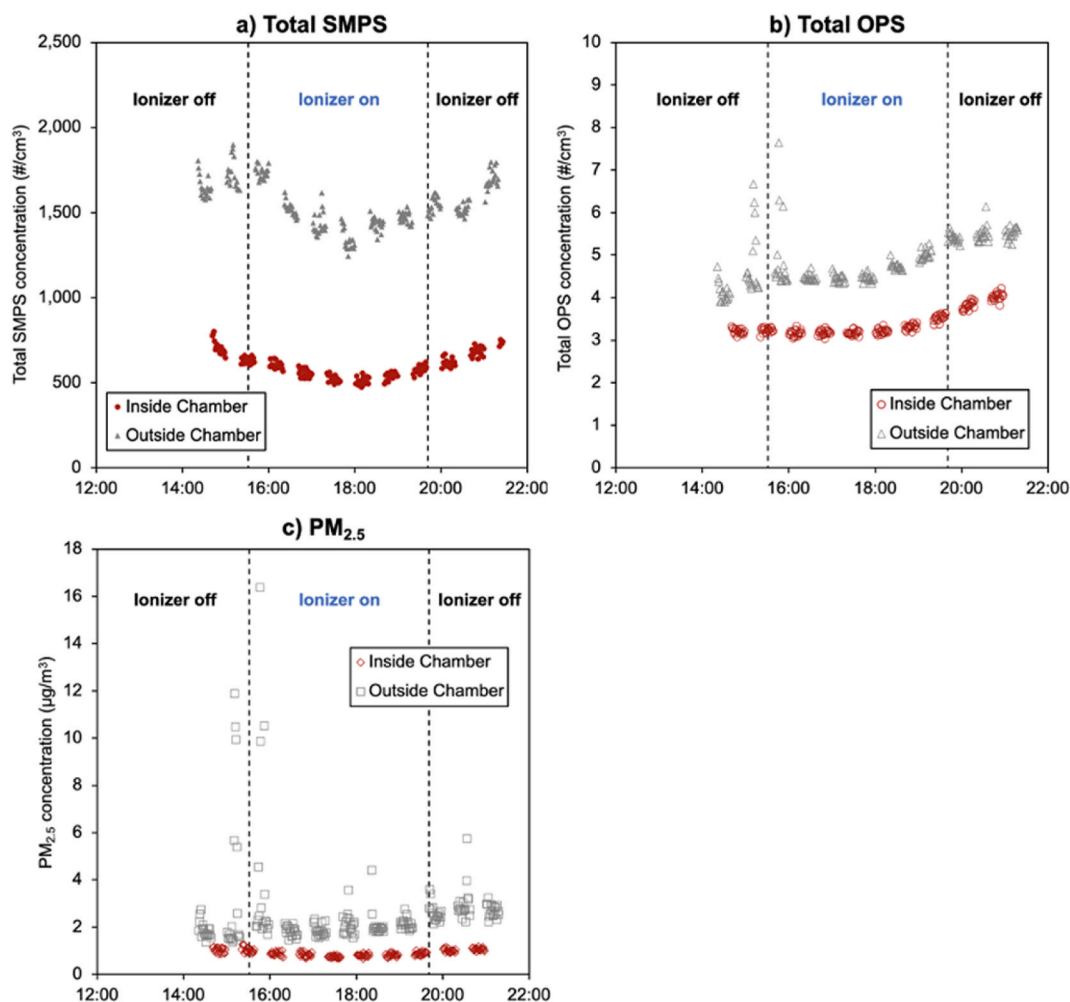 a) Total SMPS
2,500
2,000
1,500
1,000
500
0
Total SMPS concentration (#/cm³)
Ionizer off
Ionizer on
Ionizer off
Inside Chamber
Outside Chamber
12:00 14:00 16:00 18:00 20:00 22:00
b) Total OPS
10
9
8
7
6
5
4
3
2
1
0
Total OPS concentration (#/cm³)
Ionizer off
Ionizer on
Ionizer off
Inside Chamber
Outside Chamber
12:00 14:00 16:00 18:00 20:00 22:00
c) PM₂.₅
18
16
14
12
10
8
6
4
2
0
PM₂.₅ concentration (µg/m³)
Ionizer off
Ionizer on
Ionizer off
Inside Chamber
Outside Chamber
12:00 14:00 16:00 18:00 20:00 22:00